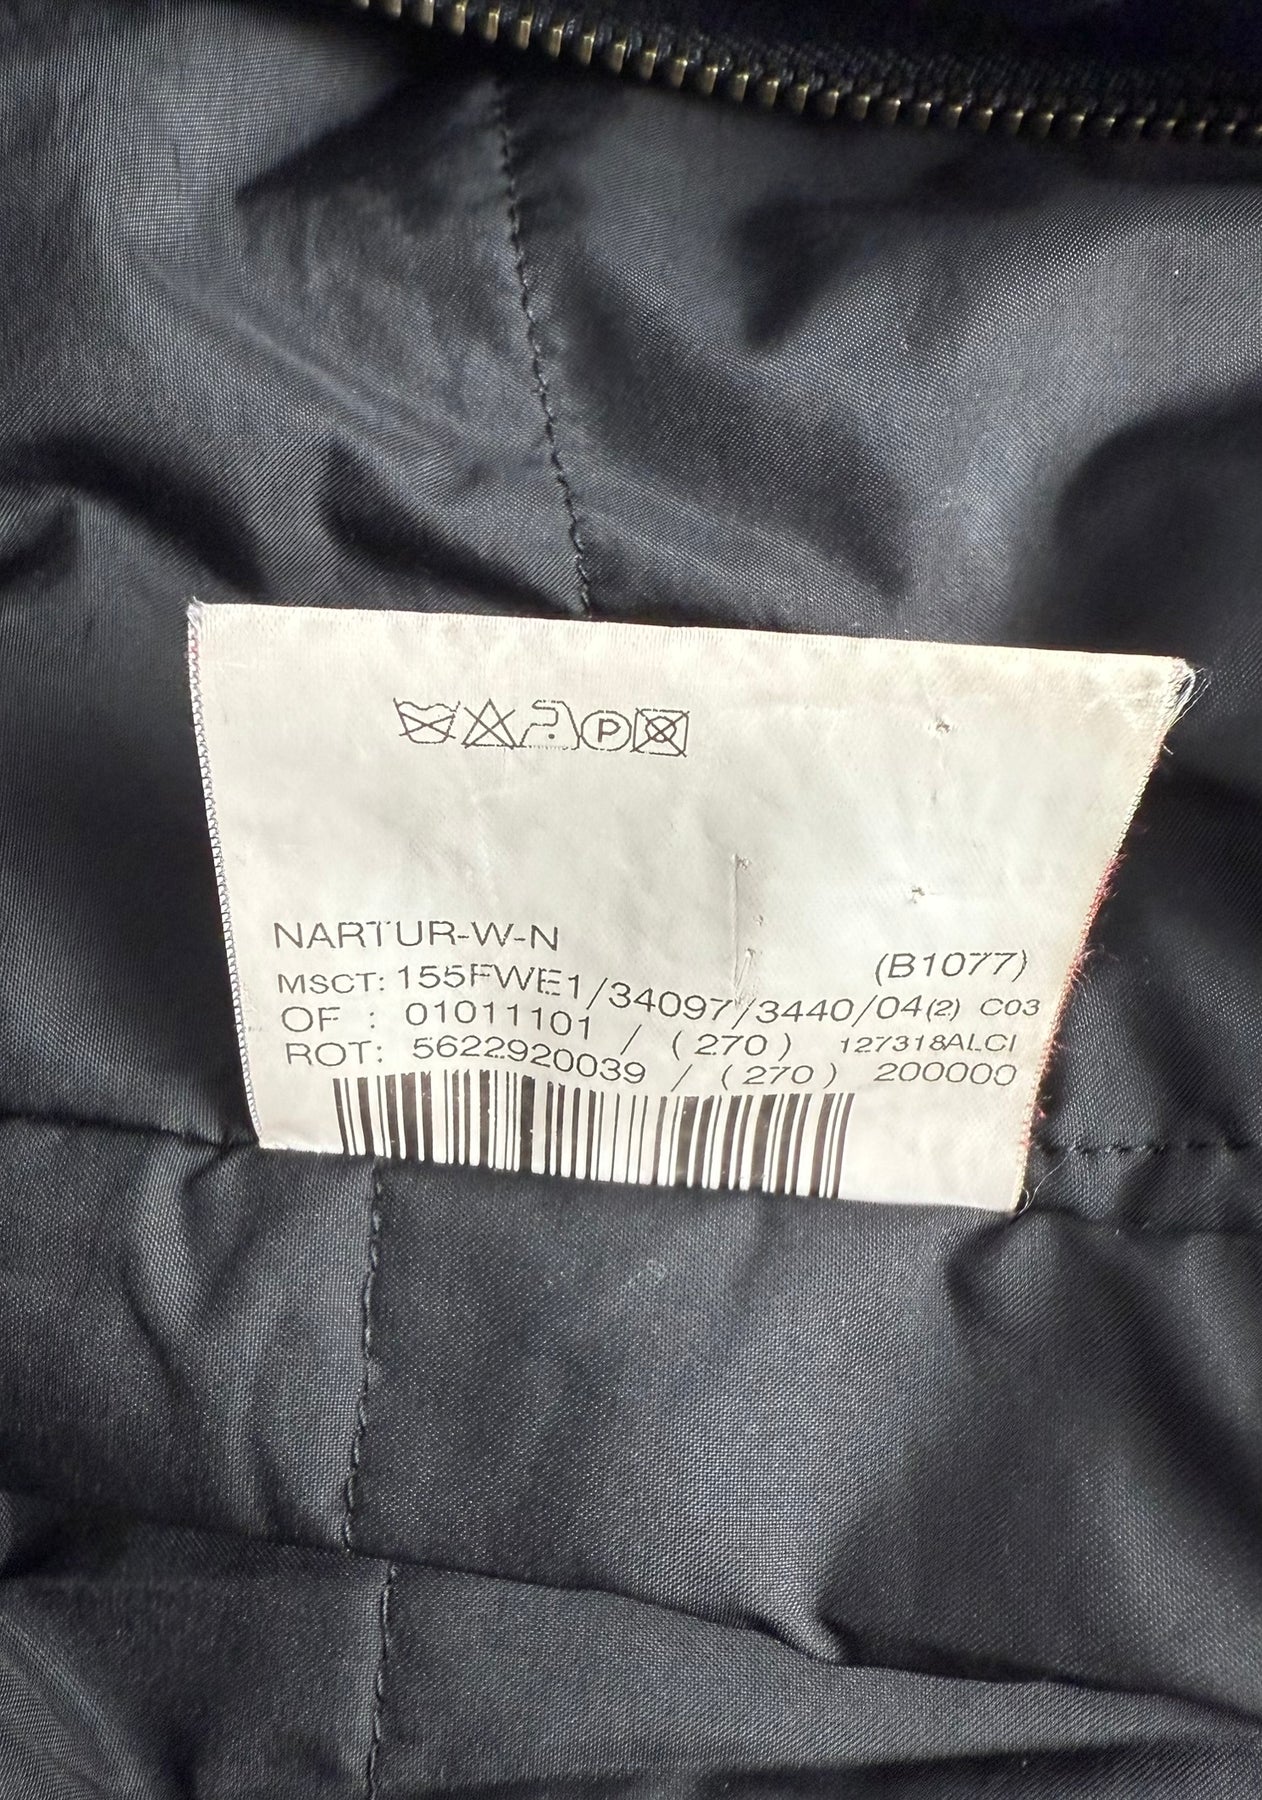 P
NARTUR-W-N
(B1077)
MSCT: 155FWE1/34097/3440/04(2) C03
OF : 01011101 / (270) 127318ALCI
ROT: 5622920039 / (270) 200000